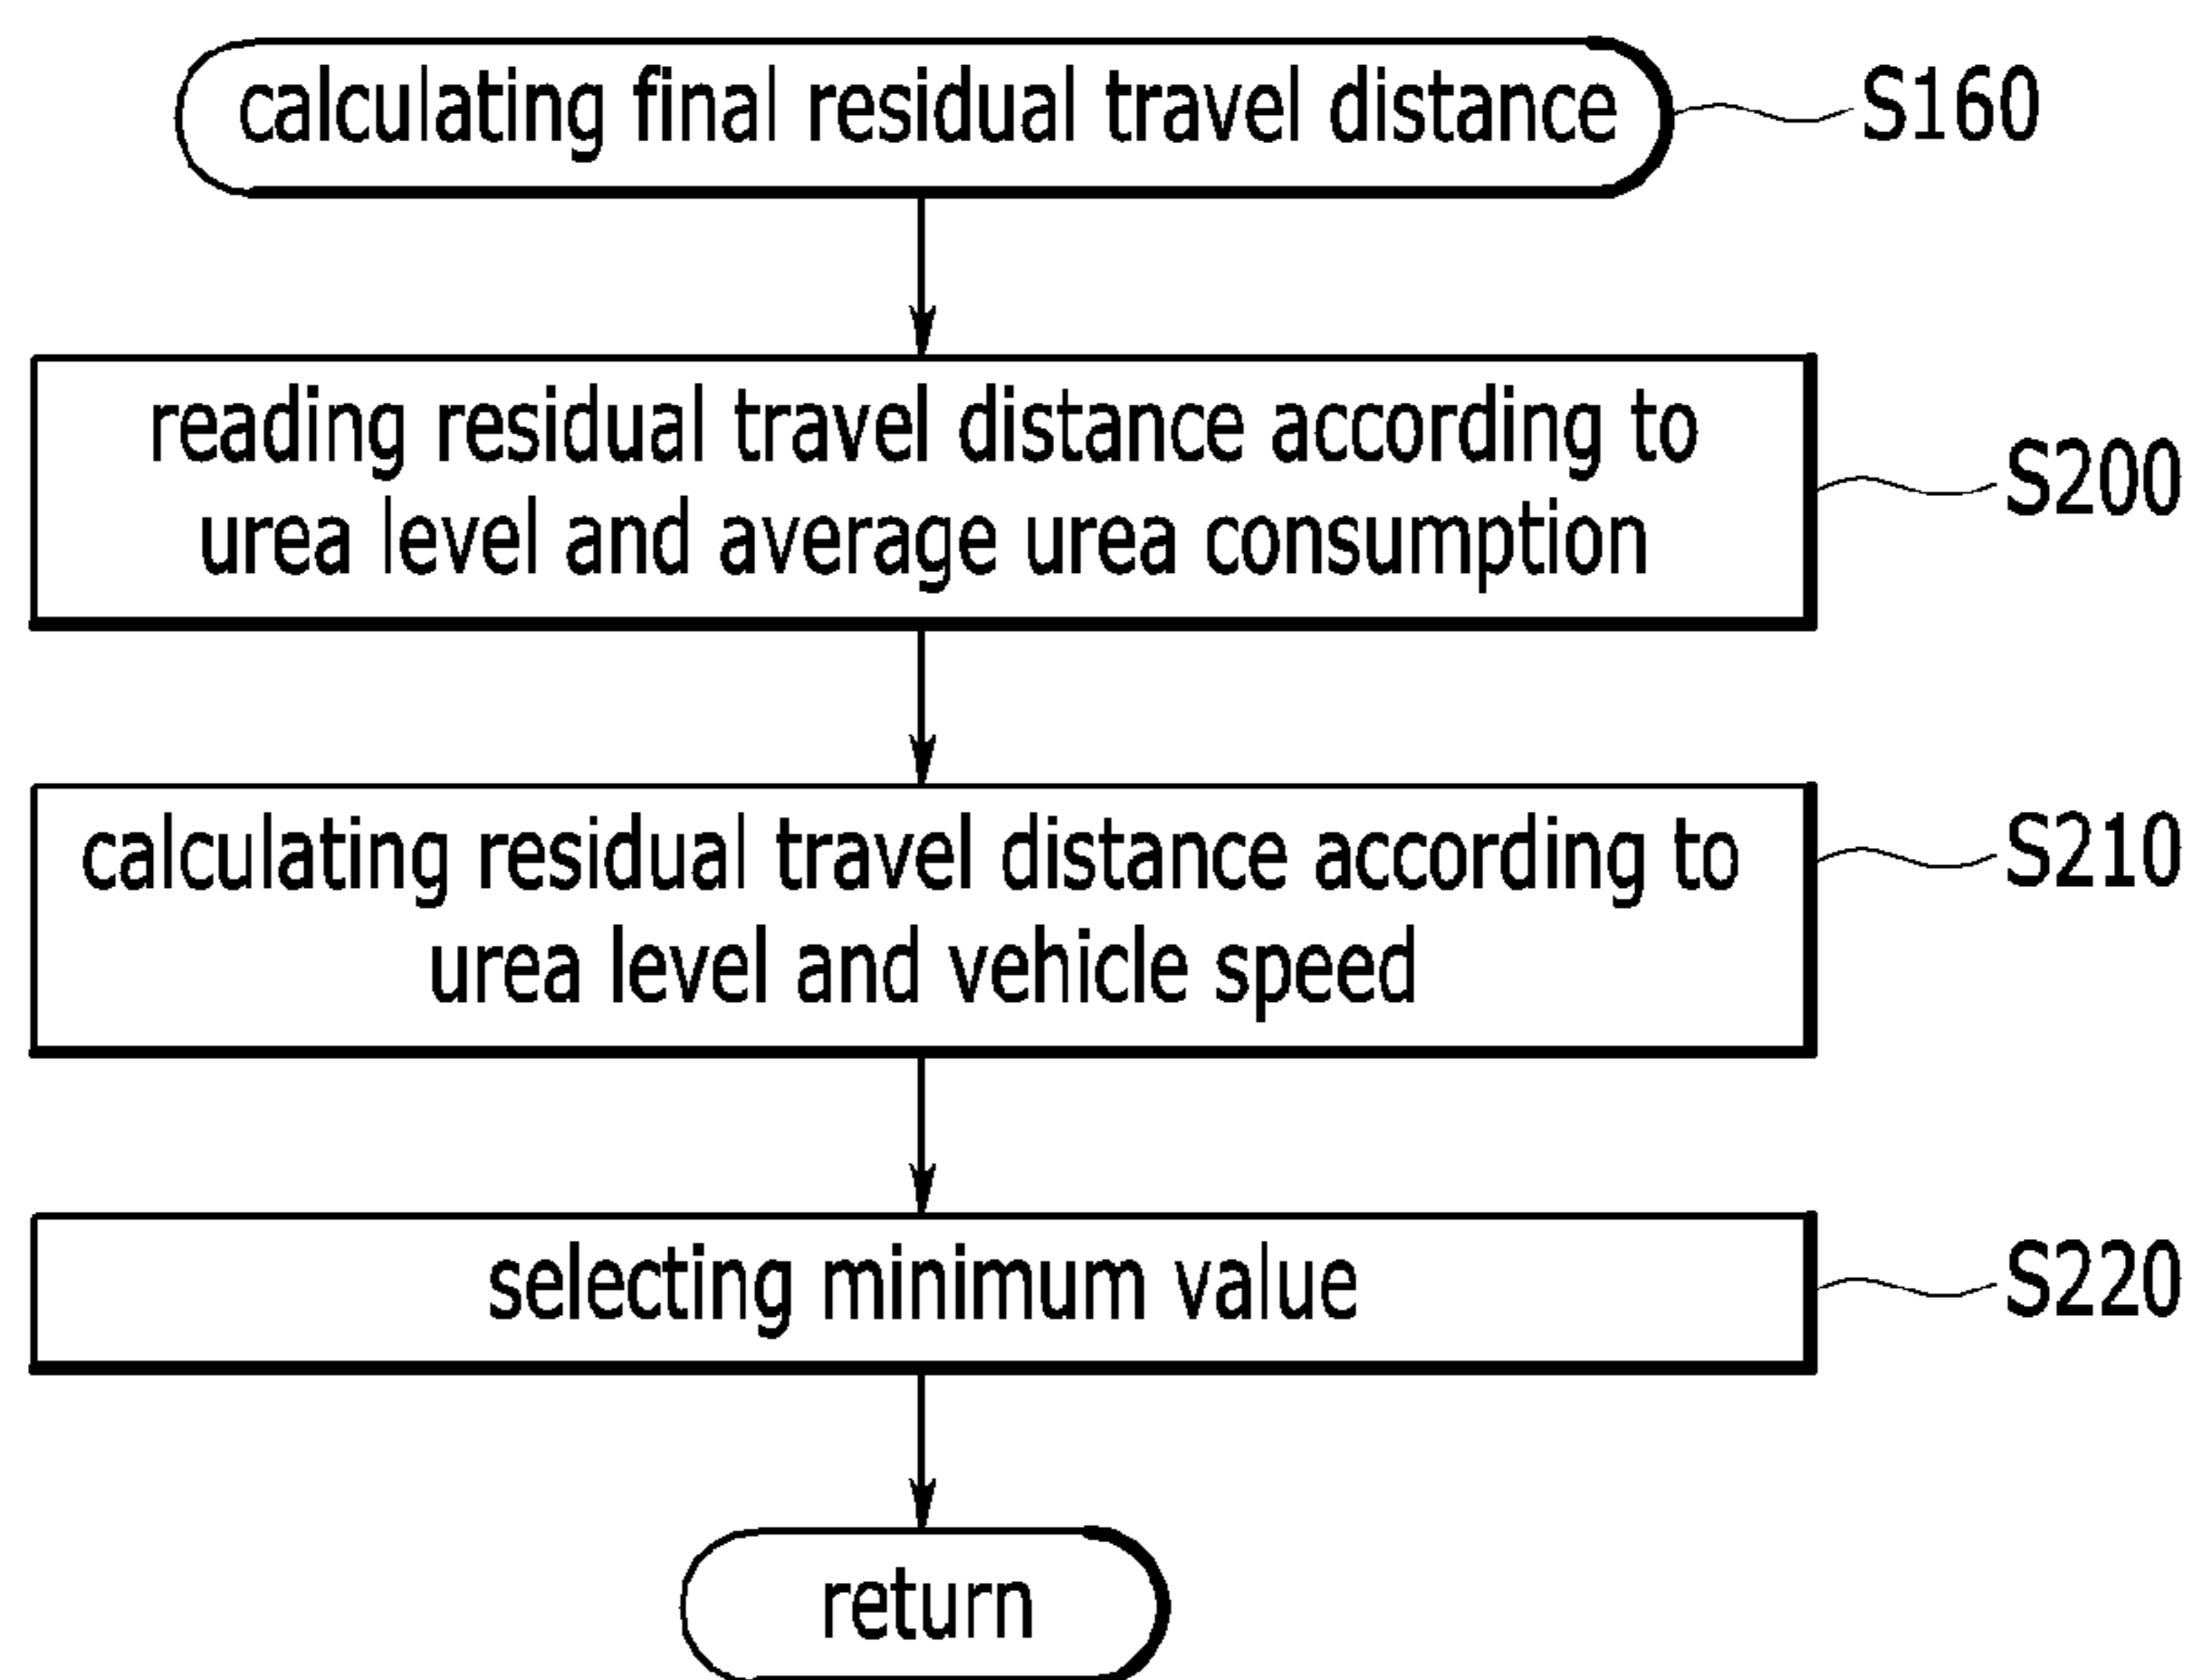 calculating final residual travel distance
S160
reading residual travel distance according to
urea level and average urea consumption
S200
calculating residual travel distance according to
urea level and vehicle speed
S210
selecting minimum value
S220
return